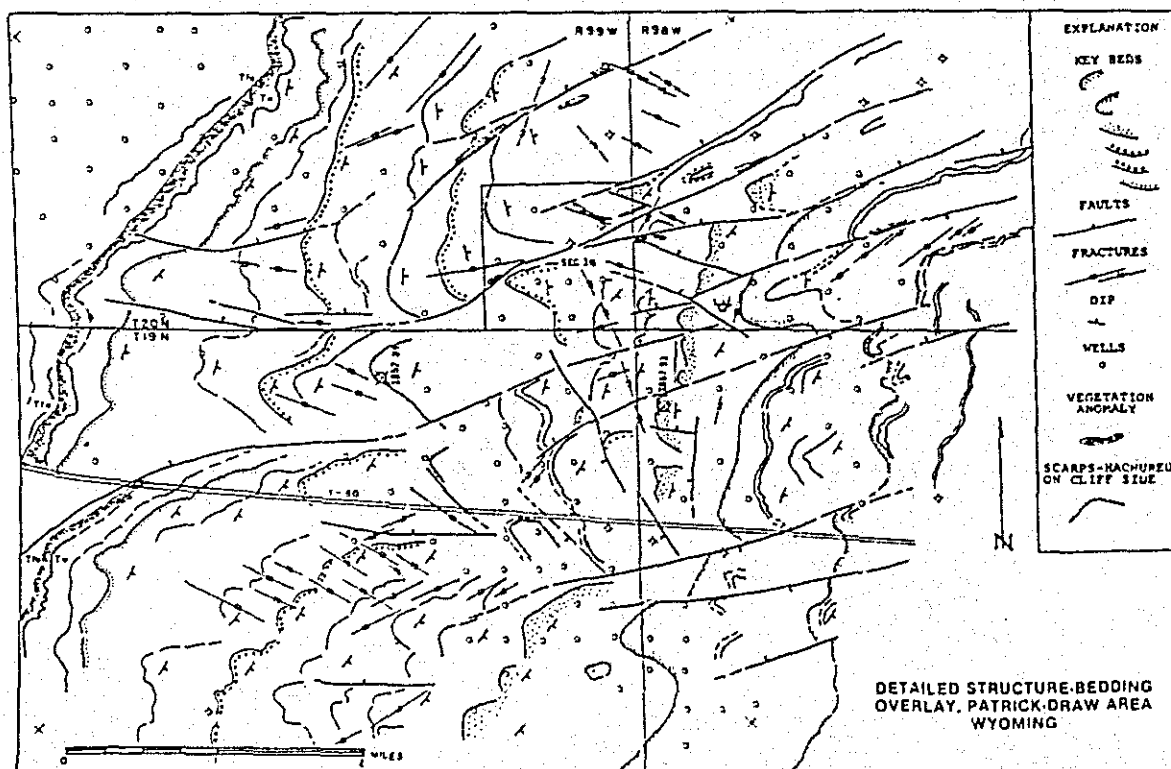 R99W R98W
SEC 36
T20N
T19N
I-80
0
MILES
N
EXPLANATION
KEY BEDS
FAULTS
FRACTURES
DIP
WELLS
VEGETATION
ANOMALY
SCARPS-HACHURED
ON CLIFF SIDE
DETAILED STRUCTURE-BEDDING
OVERLAY, PATRICK-DRAW AREA
WYOMING